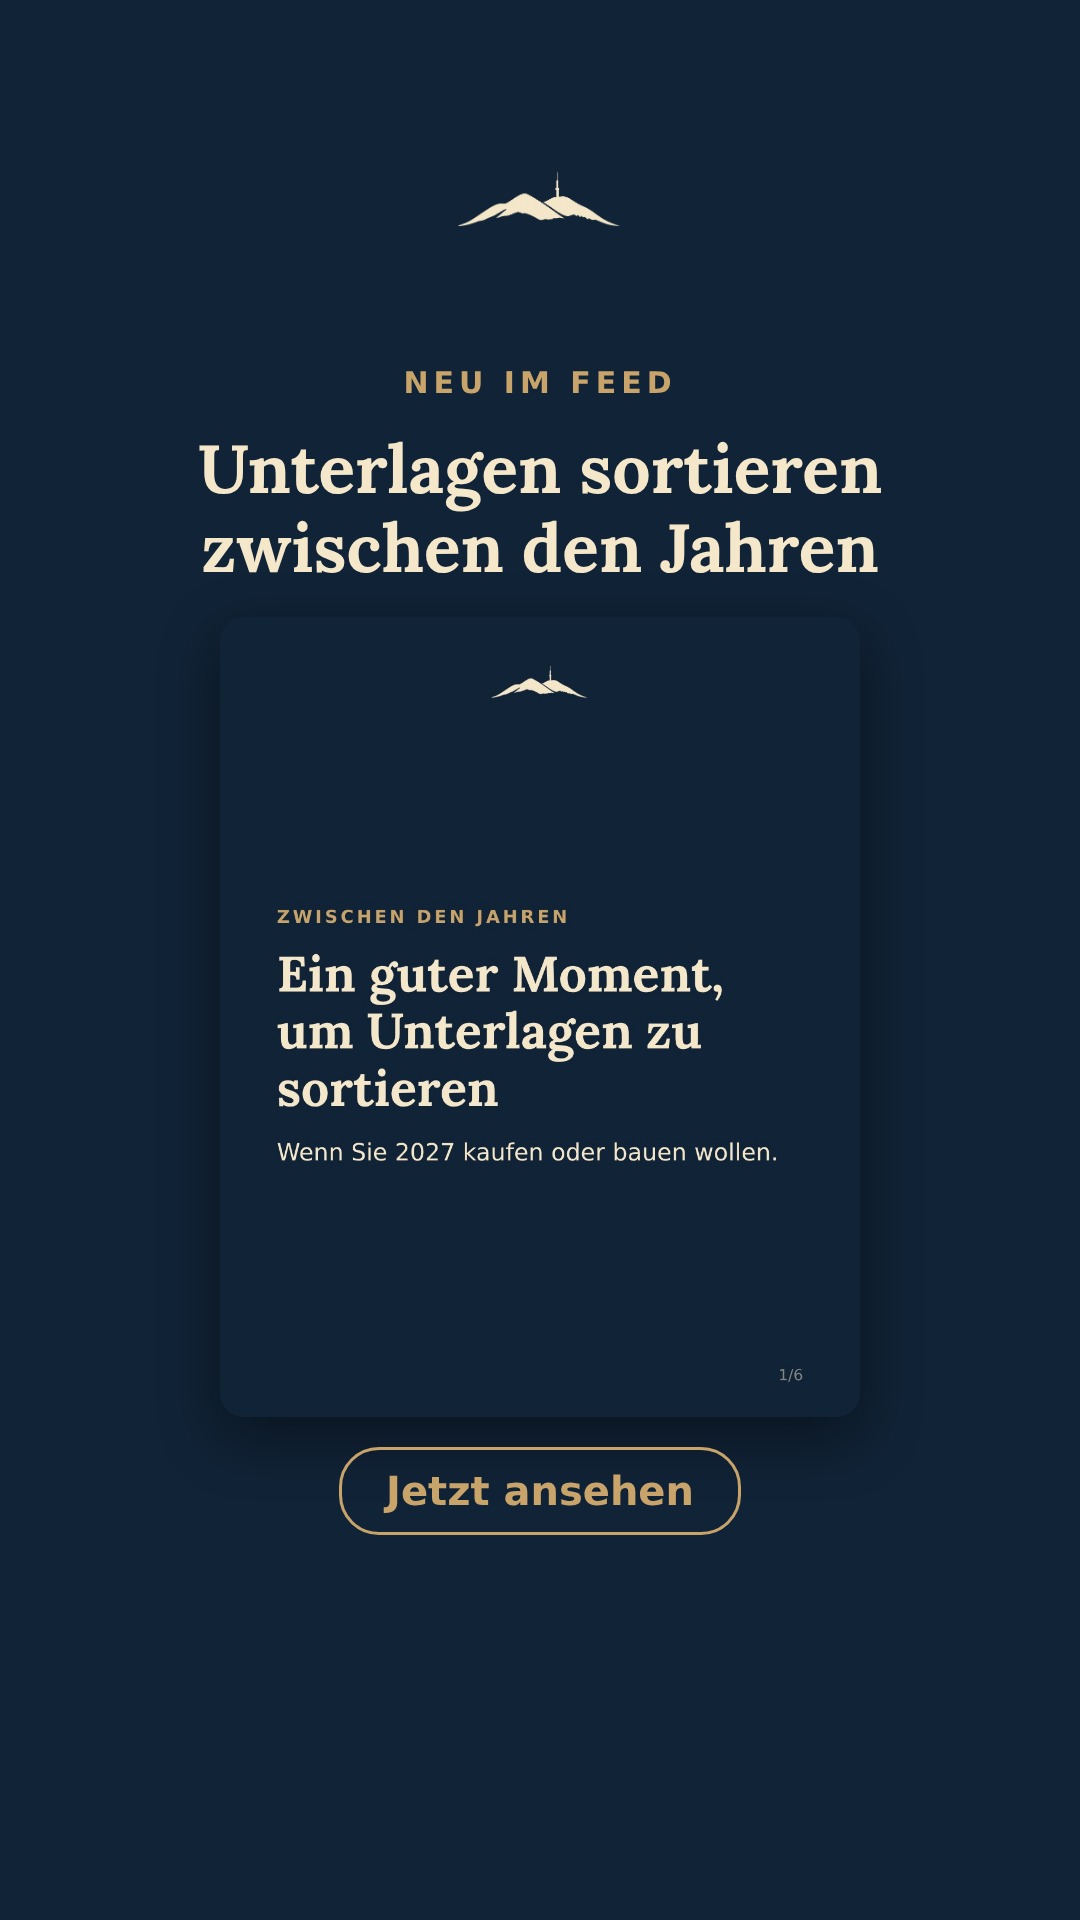 NEU IM FEED
Unterlagen sortieren
zwischen den Jahren
ZWISCHEN DEN JAHREN
Ein guter Moment,
um Unterlagen zu
sortieren
Wenn Sie 2027 kaufen oder bauen wollen.
1/6
Jetzt ansehen